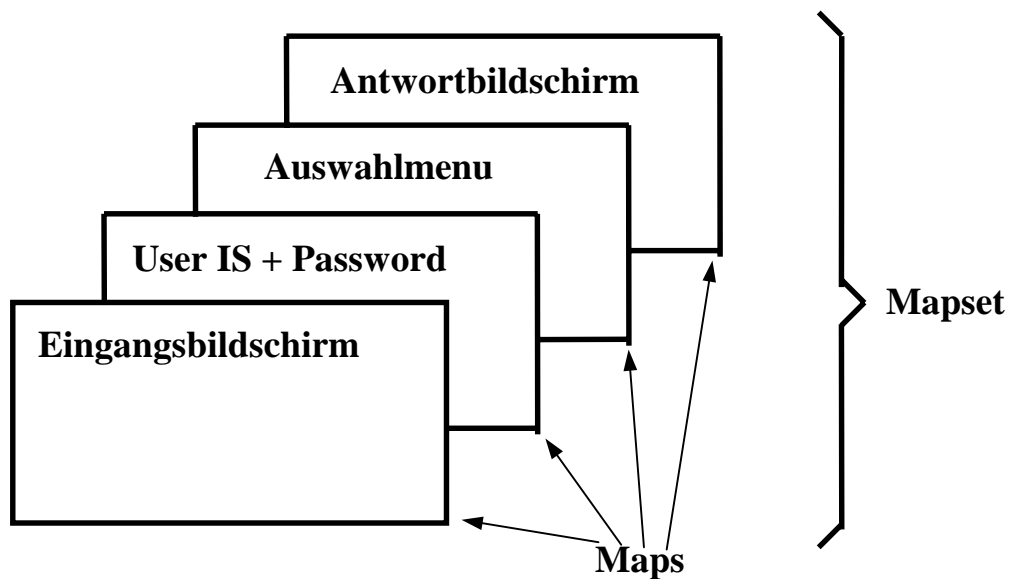 Antwortbildschirm
Auswahlmenu
User IS + Password
Eingangsbildschirm
Mapset
Maps